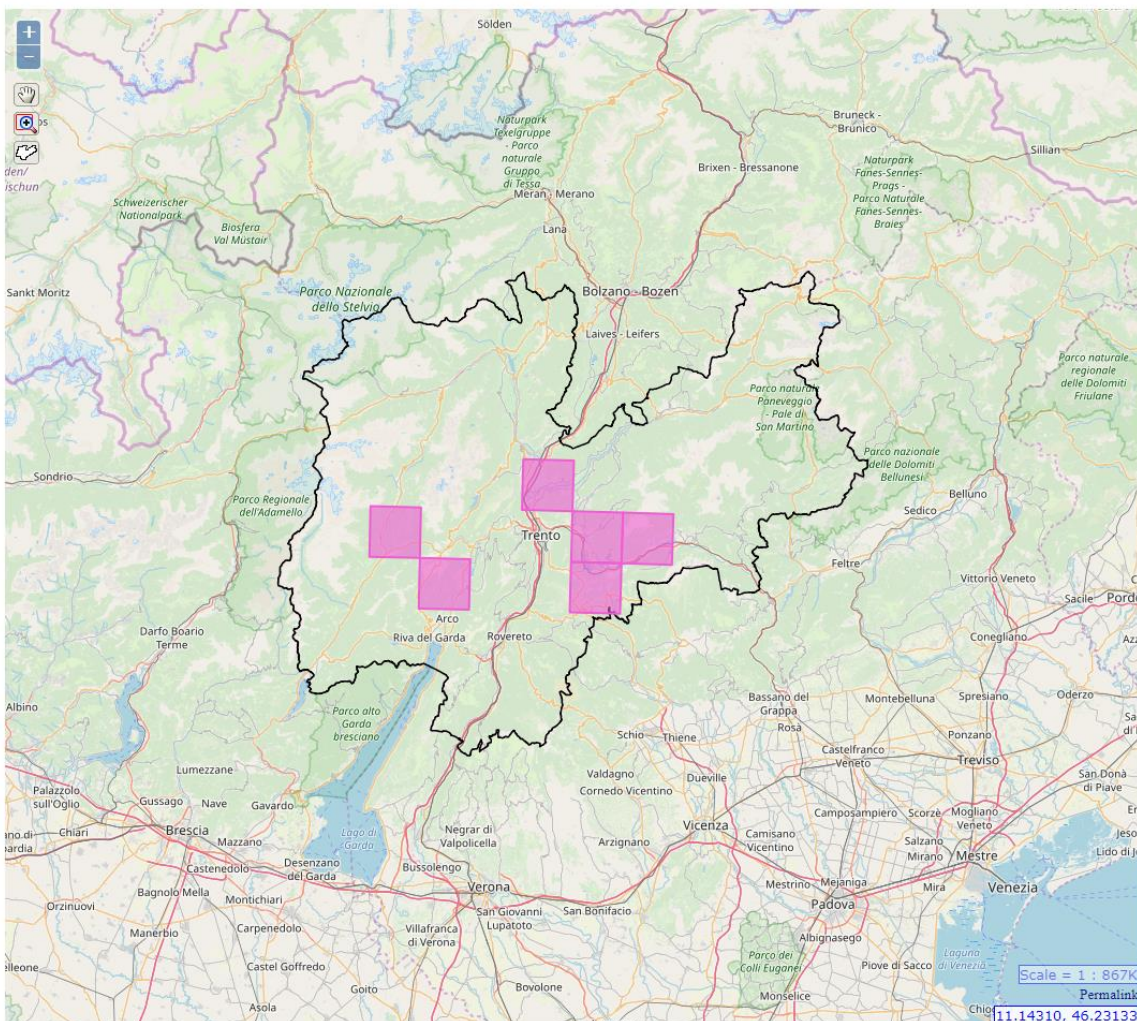 Sölden
+
−
Bruneck -
Brunico
Naturpark
Texelgruppe
- Parco
naturale
Gruppo
di Tessa
Sillian
Brixen - Bressanone
Naturpark
Fanes-Sennes-
Prags -
Parco Naturale
Fanes-Sennes-
Braies
Meran - Merano
Schweizerischer
Nationalpark
Biosfera
Val Müstair
Lana
Sankt Moritz
Parco Nazionale
dello Stelvio
Bolzano - Bozen
Laives - Leifers
Parco naturale
regionale
delle Dolomiti
Friulane
Parco naturale
Paneveggio
- Pale di
San Martino
Parco nazionale
delle Dolomiti
Bellunesi
Sondrio
Parco Regionale
dell'Adamello
Belluno
Sedico
Trento
Feltre
Vittorio Veneto
Sacile
Arco
Riva del Garda
Rovereto
Darfo Boario
Terme
Conegliano
Bassano del
Grappa
Montebelluna
Spresiano
Oderzo
Albino
Parco alto
Garda
bresciano
Rosa
Schio
Thiene
Ponzano
Veneto
Castelfranco
Veneto
Treviso
Lumezzane
Valdagno
Dueville
Cornedo Vicentino
San Donà
di Piave
Palazzolo
sull'Oglio
Gussago
Nave
Gavardo
Camposampiero
Scorzè
Mogliano
Veneto
Chiari
Brescia
Mazzano
Lago di
Garda
Negrar di
Valpolicella
Arzignano
Vicenza
Camisano
Vicentino
Salzano
Mirano
Mestre
Castenedolo
Desenzano
del Garda
Bussolengo
Bagnolo Mella
Montichiari
Verona
Mestrino
Mejaniga
Mira
Venezia
Orzinuovi
Carpenedolo
San Giovanni
Lupatoto
San Bonifacio
Padova
Manerbio
Villafranca
di Verona
Albignasego
Castel Goffredo
Parco dei
Colli Euganei
Piove di Sacco
Laguna
di Venezia
Goito
Bovolone
Asola
Monselice
Scale = 1 : 867K
Permalink
11.14310, 46.23133